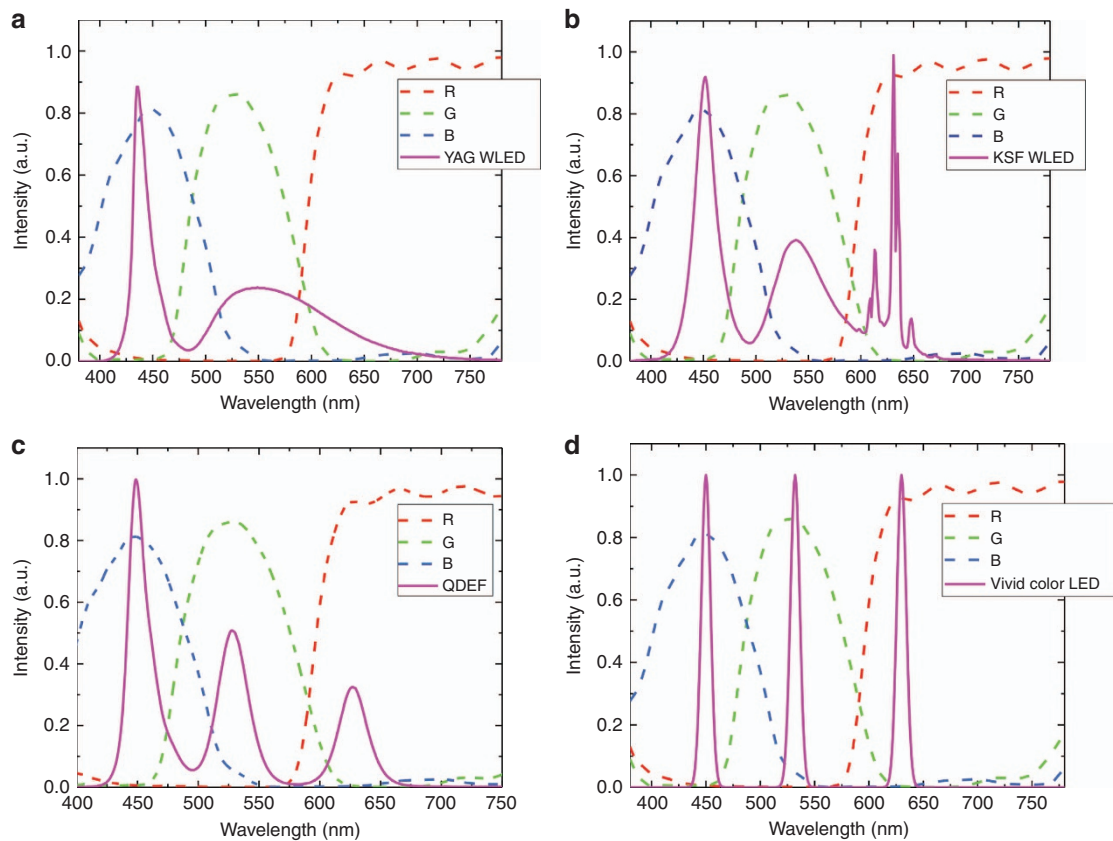 a
1.0
0.8
0.6
0.4
0.2
0.0
Intensity (a.u.)
R
G
B
YAG WLED
400 450 500 550 600 650 700 750
Wavelength (nm)
b
1.0
0.8
0.6
0.4
0.2
0.0
Intensity (a.u.)
R
G
B
KSF WLED
400 450 500 550 600 650 700 750
Wavelength (nm)
c
1.0
0.8
0.6
0.4
0.2
0.0
Intensity (a.u.)
R
G
B
QDEF
400 450 500 550 600 650 700 750
Wavelength (nm)
d
1.0
0.8
0.6
0.4
0.2
0.0
Intensity (a.u.)
R
G
B
Vivid color LED
400 450 500 550 600 650 700 750
Wavelength (nm)